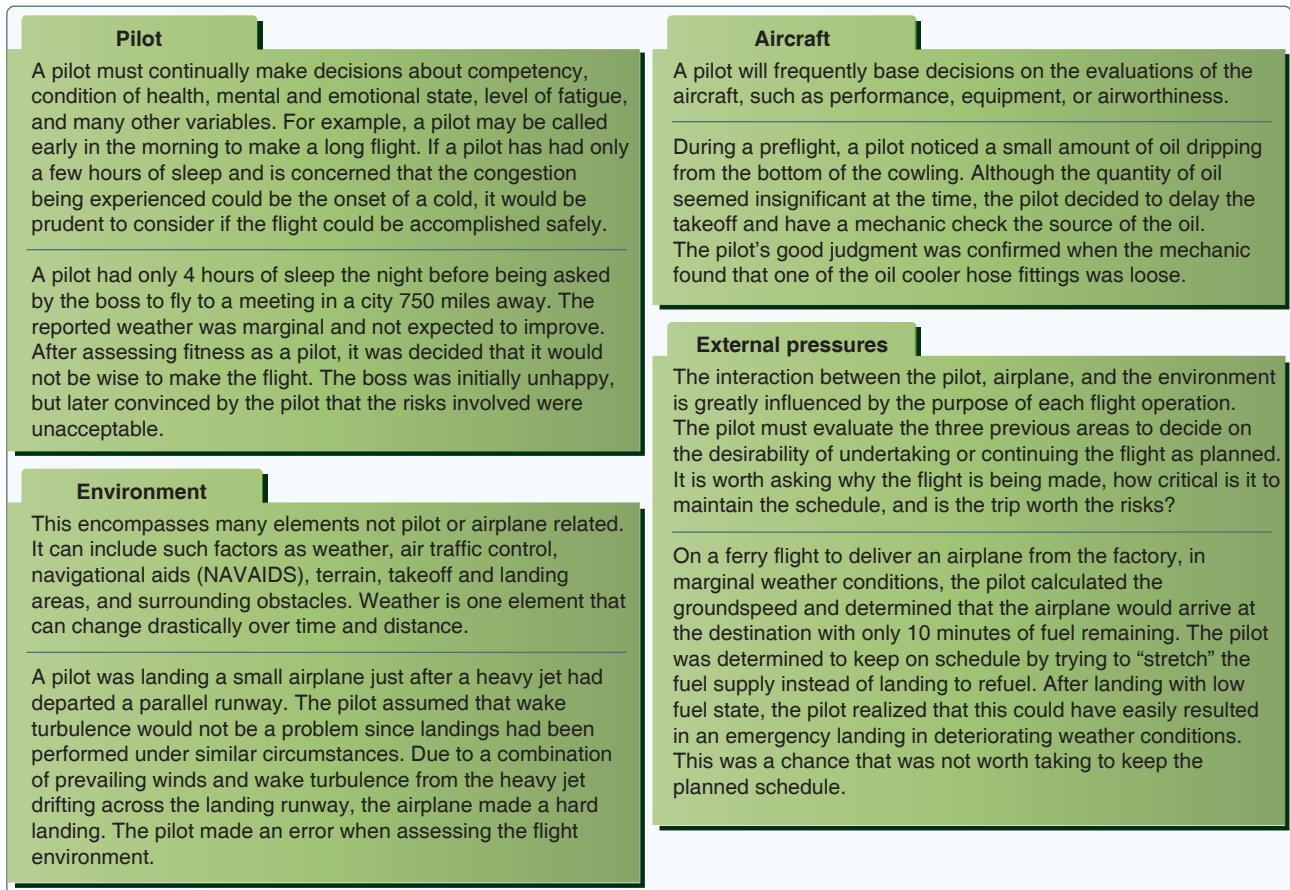 Pilot
A pilot must continually make decisions about competency,
condition of health, mental and emotional state, level of fatigue,
and many other variables. For example, a pilot may be called
early in the morning to make a long flight. If a pilot has had only
a few hours of sleep and is concerned that the congestion
being experienced could be the onset of a cold, it would be
prudent to consider if the flight could be accomplished safely.
A pilot had only 4 hours of sleep the night before being asked
by the boss to fly to a meeting in a city 750 miles away. The
reported weather was marginal and not expected to improve.
After assessing fitness as a pilot, it was decided that it would
not be wise to make the flight. The boss was initially unhappy,
but later convinced by the pilot that the risks involved were
unacceptable.
Environment
This encompasses many elements not pilot or airplane related.
It can include such factors as weather, air traffic control,
navigational aids (NAVAIDS), terrain, takeoff and landing
areas, and surrounding obstacles. Weather is one element that
can change drastically over time and distance.
A pilot was landing a small airplane just after a heavy jet had
departed a parallel runway. The pilot assumed that wake
turbulence would not be a problem since landings had been
performed under similar circumstances. Due to a combination
of prevailing winds and wake turbulence from the heavy jet
drifting across the landing runway, the airplane made a hard
landing. The pilot made an error when assessing the flight
environment.
Aircraft
A pilot will frequently base decisions on the evaluations of the
aircraft, such as performance, equipment, or airworthiness.
During a preflight, a pilot noticed a small amount of oil dripping
from the bottom of the cowling. Although the quantity of oil
seemed insignificant at the time, the pilot decided to delay the
takeoff and have a mechanic check the source of the oil.
The pilot's good judgment was confirmed when the mechanic
found that one of the oil cooler hose fittings was loose.
External pressures
The interaction between the pilot, airplane, and the environment
is greatly influenced by the purpose of each flight operation.
The pilot must evaluate the three previous areas to decide on
the desirability of undertaking or continuing the flight as planned.
It is worth asking why the flight is being made, how critical is it to
maintain the schedule, and is the trip worth the risks?
On a ferry flight to deliver an airplane from the factory, in
marginal weather conditions, the pilot calculated the
groundspeed and determined that the airplane would arrive at
the destination with only 10 minutes of fuel remaining. The pilot
was determined to keep on schedule by trying to “stretch” the
fuel supply instead of landing to refuel. After landing with low
fuel state, the pilot realized that this could have easily resulted
in an emergency landing in deteriorating weather conditions.
This was a chance that was not worth taking to keep the
planned schedule.